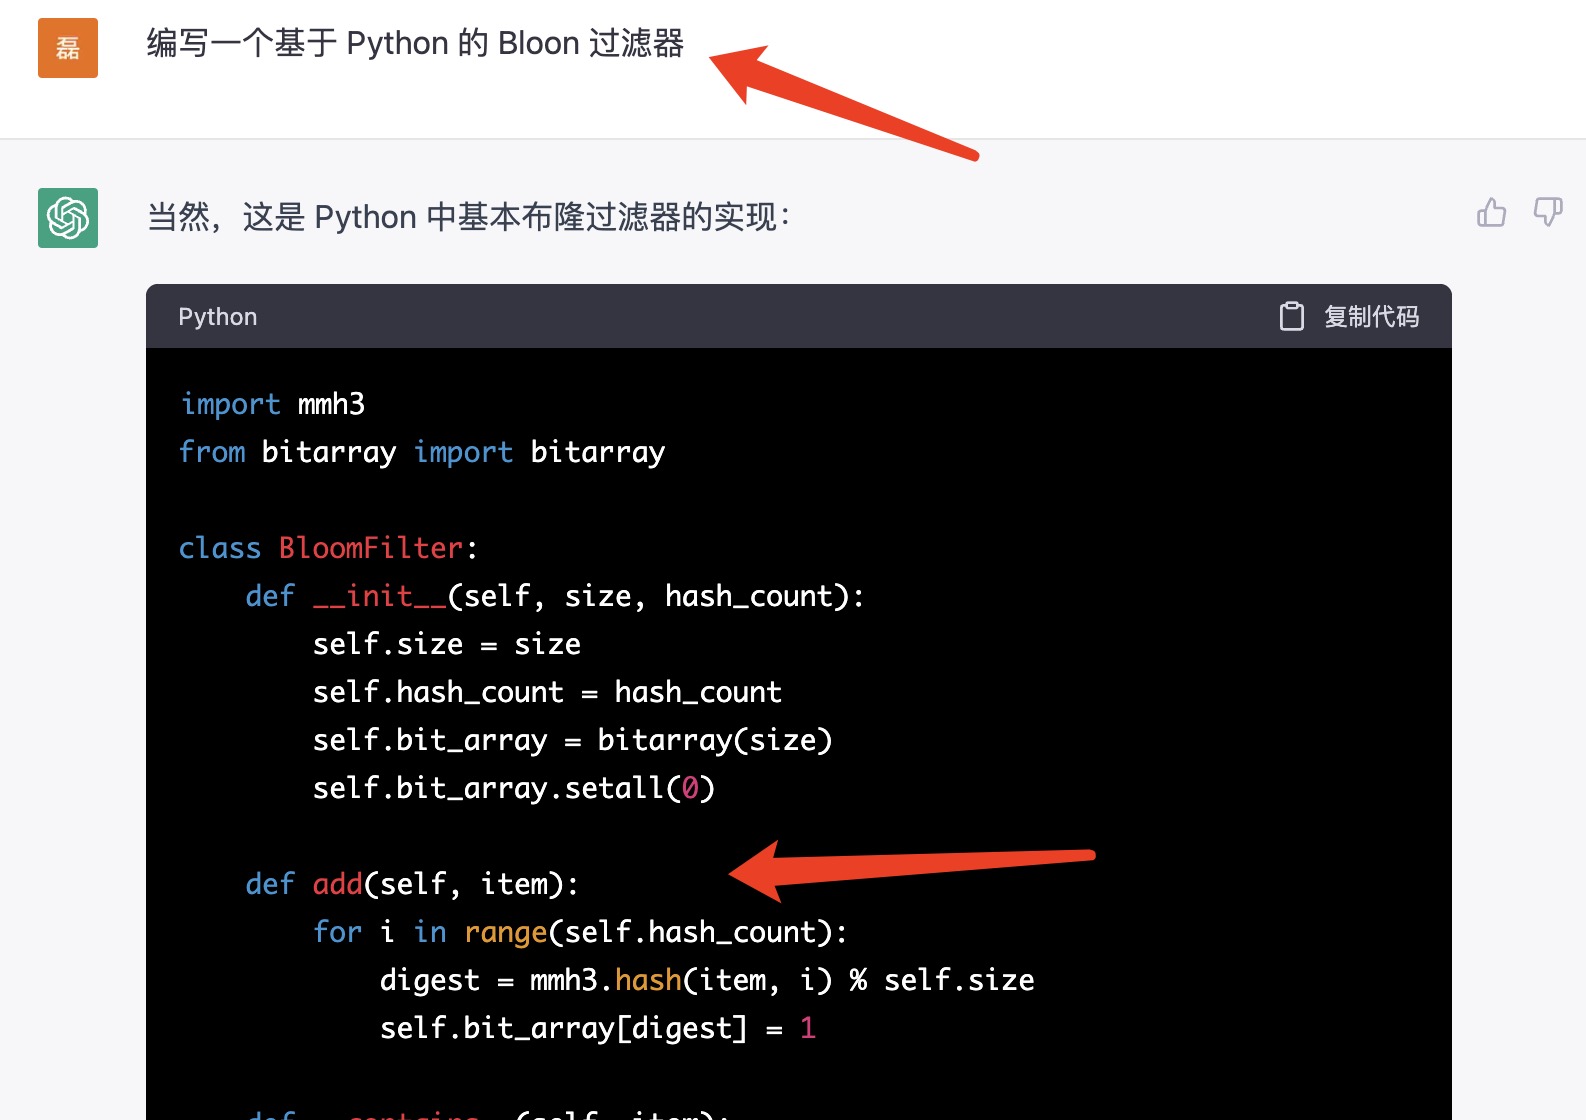 磊
编写一个基于 Python 的 Bloon 过滤器
当然，这是 Python 中基本布隆过滤器的实现：
Python
复制代码
import mmh3
from bitarray import bitarray
class BloomFilter:
    def __init__(self, size, hash_count):
        self.size = size
        self.hash_count = hash_count
        self.bit_array = bitarray(size)
        self.bit_array.setall(0)
    def add(self, item):
        for i in range(self.hash_count):
            digest = mmh3.hash(item, i) % self.size
            self.bit_array[digest] = 1
    def __contains__(self, item):